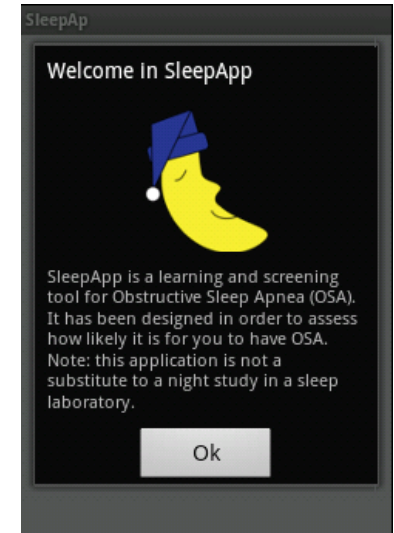 SleepAp
Welcome in SleepApp
SleepApp is a learning and screening
tool for Obstructive Sleep Apnea (OSA).
It has been designed in order to assess
how likely it is for you to have OSA.
Note: this application is not a
substitute to a night study in a sleep
laboratory.
Ok